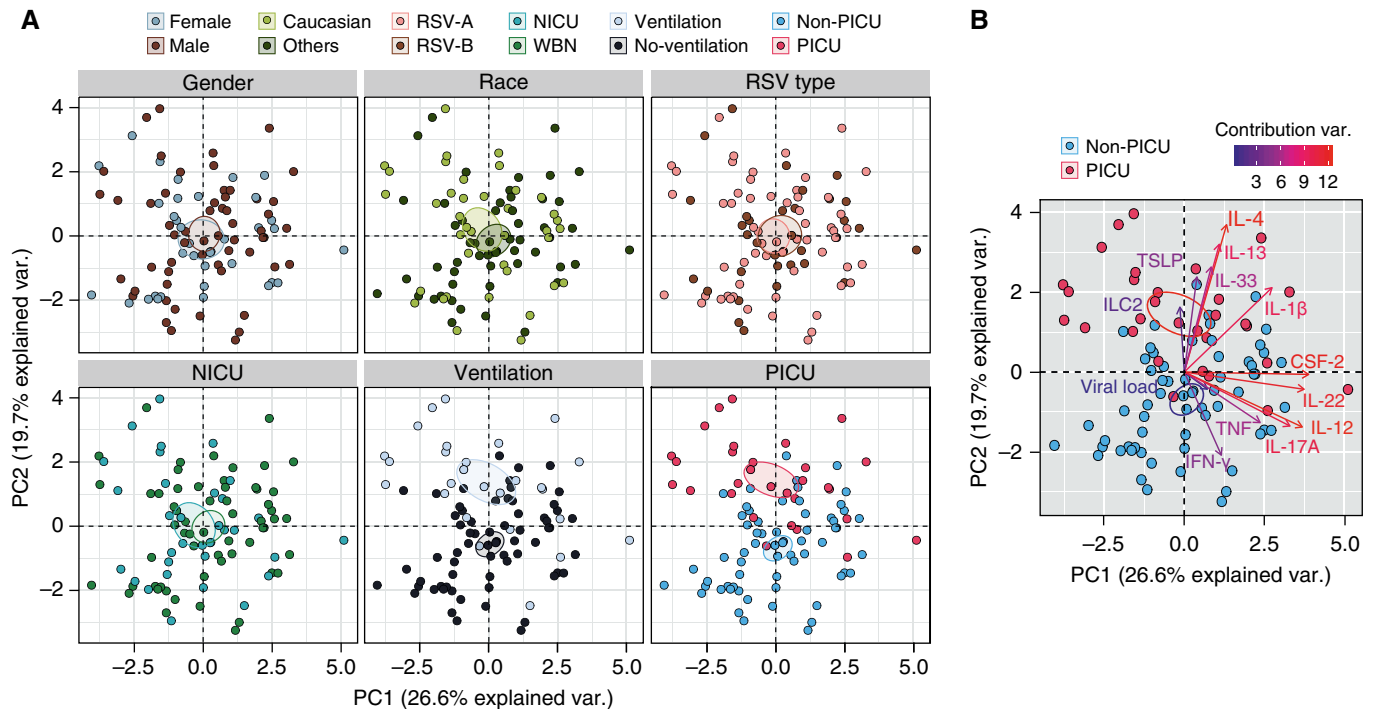 A
Female Caucasian RSV-A NICU Ventilation Non-PICU
Male Others RSV-B WBN No-ventilation PICU
Gender Race RSV type
4
2
0
−2
NICU Ventilation PICU
4
2
0
−2
−2.5 0.0 2.5 5.0 −2.5 0.0 2.5 5.0 −2.5 0.0 2.5 5.0
PC2 (19.7% explained var.)
PC1 (26.6% explained var.)
B
Contribution var.
Non-PICU
PICU
3 6 9 12
4
2
0
−2
IL-4
IL-13
TSLP
IL-33
ILC2
IL-1β
CSF-2
Viral load
IL-22
TNF
IL-12
IL-17A
IFN-γ
−2.5 0.0 2.5 5.0
PC2 (19.7% explained var.)
PC1 (26.6% explained var.)